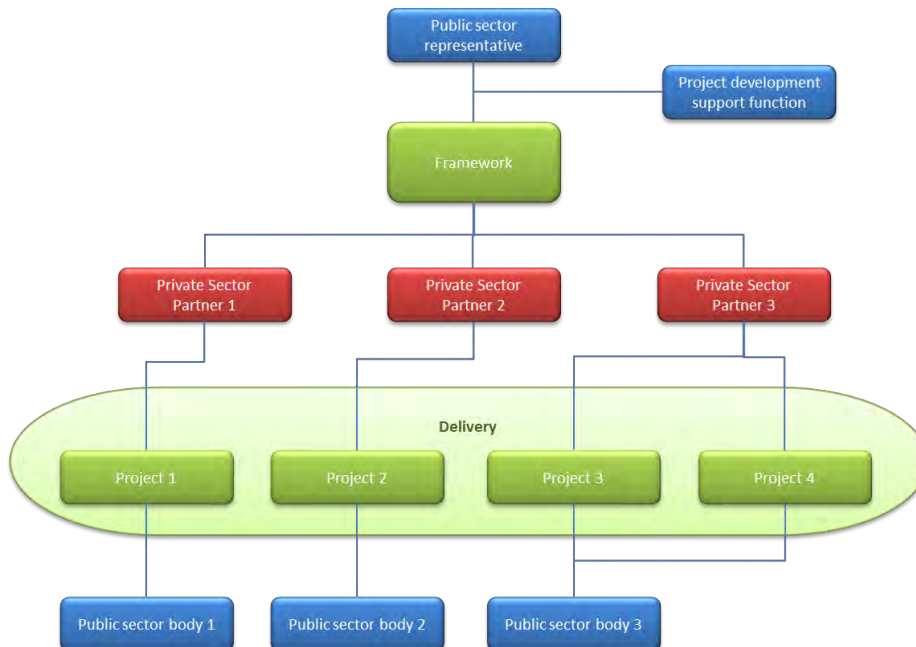 Public sector
representative
Project development
support function
Framework
Private Sector
Partner 1
Private Sector
Partner 2
Private Sector
Partner 3
Delivery
Project 1
Project 2
Project 3
Project 4
Public sector body 1
Public sector body 2
Public sector body 3